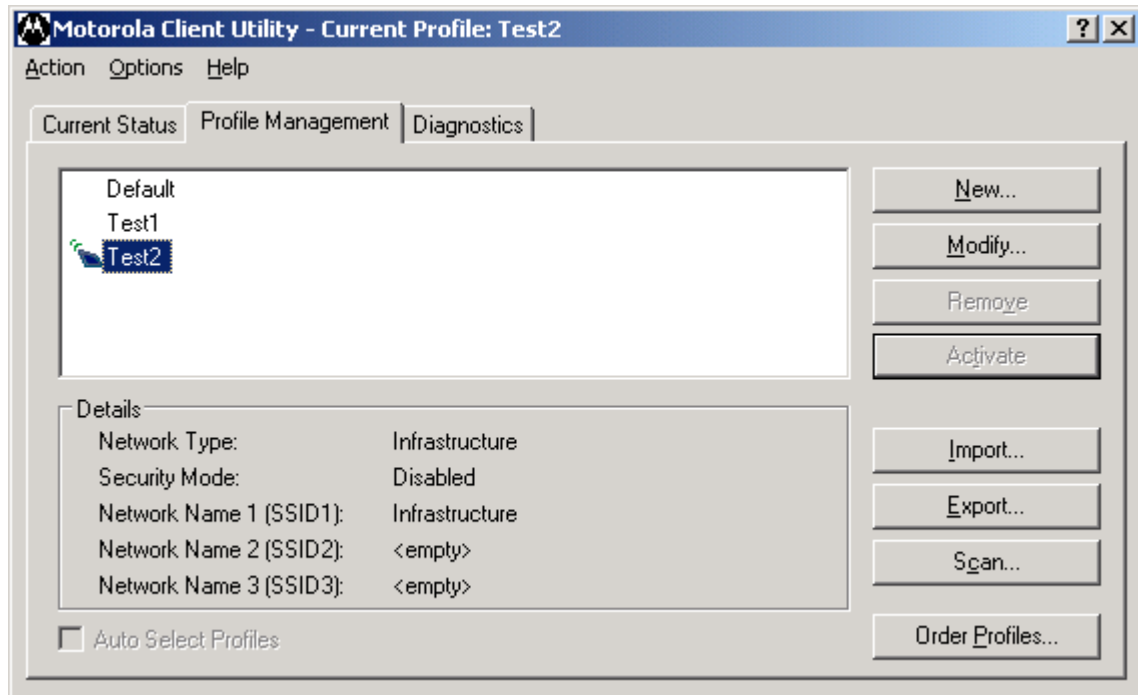 Motorola Client Utility - Current Profile: Test2
Action Options Help
Current Status Profile Management Diagnostics
Default
Test1
Test2
New...
Modify...
Remove
Activate
Details
Network Type: Infrastructure
Security Mode: Disabled
Network Name 1 (SSID1): Infrastructure
Network Name 2 (SSID2): <empty>
Network Name 3 (SSID3): <empty>
Import...
Export...
Scan...
Auto Select Profiles
Order Profiles...